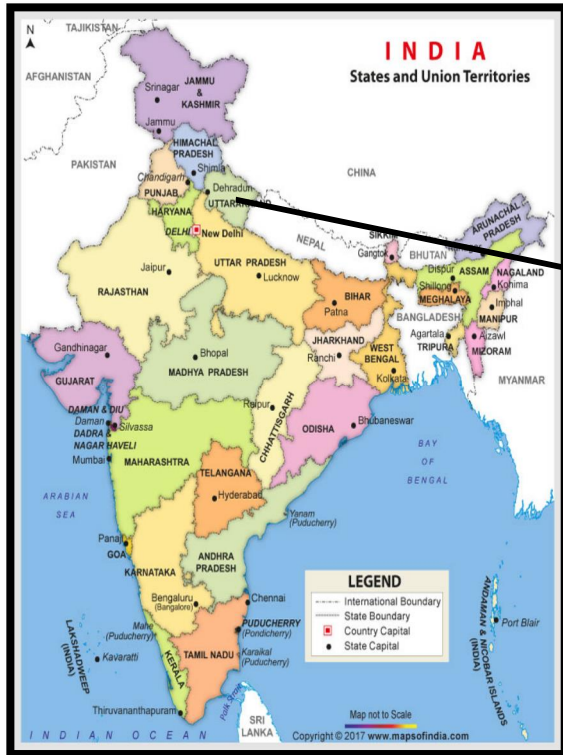 TAJIKISTAN
N
INDIA
States and Union Territories
AFGHANISTAN
JAMMU
&
KASHMIR
Srinagar
Jammu
HIMACHAL
PRADESH
Shimla
PAKISTAN
Chandigarh
PUNJAB
CHINA
Dehradun
UTTARAKHAND
HARYANA
DELHI
New Delhi
ARUNACHAL
PRADESH
SIKKIM
NEPAL
Gangtok
BHUTAN
Jaipur
UTTAR PRADESH
Lucknow
Dispur
ASSAM
NAGALAND
RAJASTHAN
Shillong
Kohima
BIHAR
MEGHALAYA
Patna
Imphal
MANIPUR
BANGLADESH
Gandhinagar
JHARKHAND
Agartala
Aizawl
Bhopal
Ranchi
WEST
BENGAL
TRIPURA
MIZORAM
GUJARAT
MADHYA PRADESH
Kolkata
MYANMAR
DAMAN & DIU
Daman
Silvassa
DADRA &
NAGAR HAVELI
Raipur
CHHATTISGARH
ODISHA
Bhubaneswar
Mumbai
MAHARASHTRA
TELANGANA
BAY
OF
BENGAL
ARABIAN
SEA
Hyderabad
Yanam
(Puducherry)
Panaji
GOA
ANDHRA
PRADESH
KARNATAKA
LEGEND
International Boundary
State Boundary
Country Capital
State Capital
Bengaluru
(Bangalore)
Chennai
Mahe
(Puducherry)
PUDUCHERRY
(Pondicherry)
LAKSHADWEEP
(INDIA)
Kavaratti
KERALA
TAMIL NADU
Karaikal
(Puducherry)
ANDAMAN & NICOBAR ISLANDS
(INDIA)
Port Blair
Thiruvananthapuram
Palk Strait
SRI
LANKA
Map not to Scale
INDIAN OCEAN
Copyright © 2017 www.mapsofindia.com